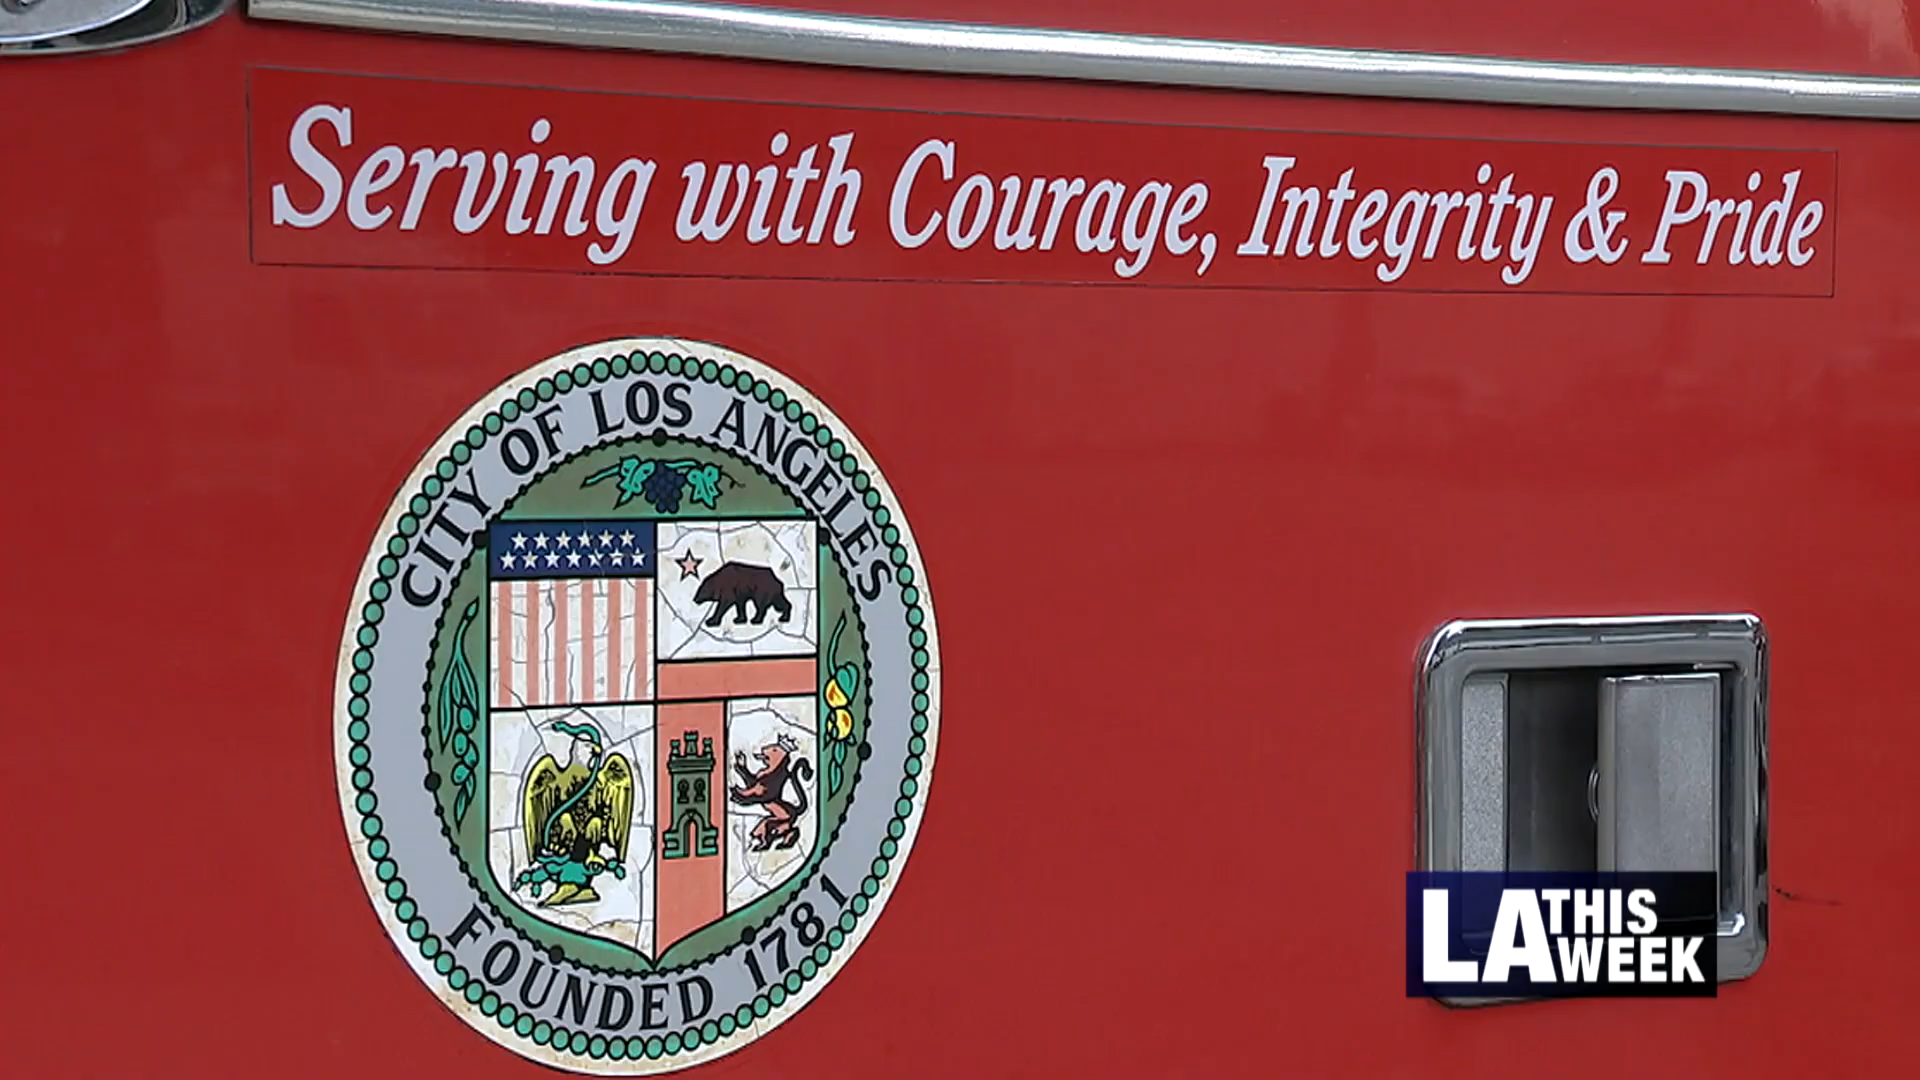 Serving with Courage, Integrity & Pride
CITY OF LOS ANGELES
FOUNDED 1781
LA THIS
WEEK